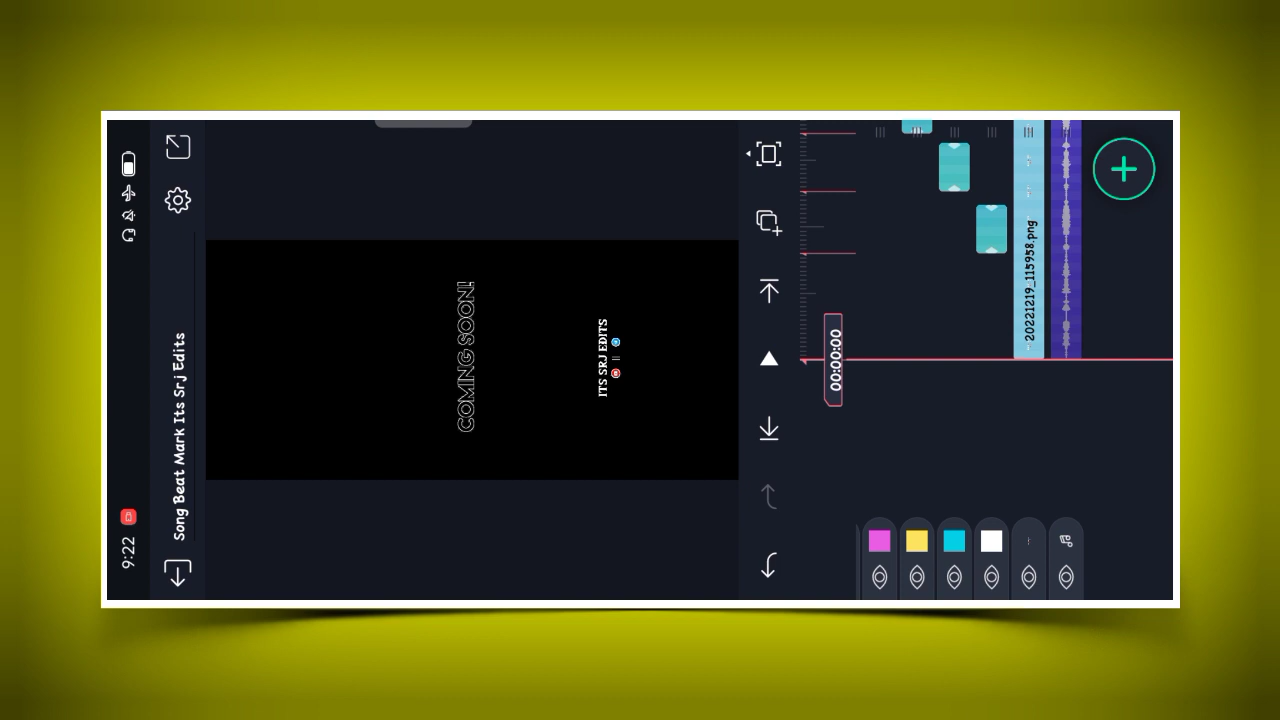 9:22
Song Beat Mark Its Srj Edits
COMING SOON!
ITS SRJ EDITS
00:00:00
20221219_115958.png